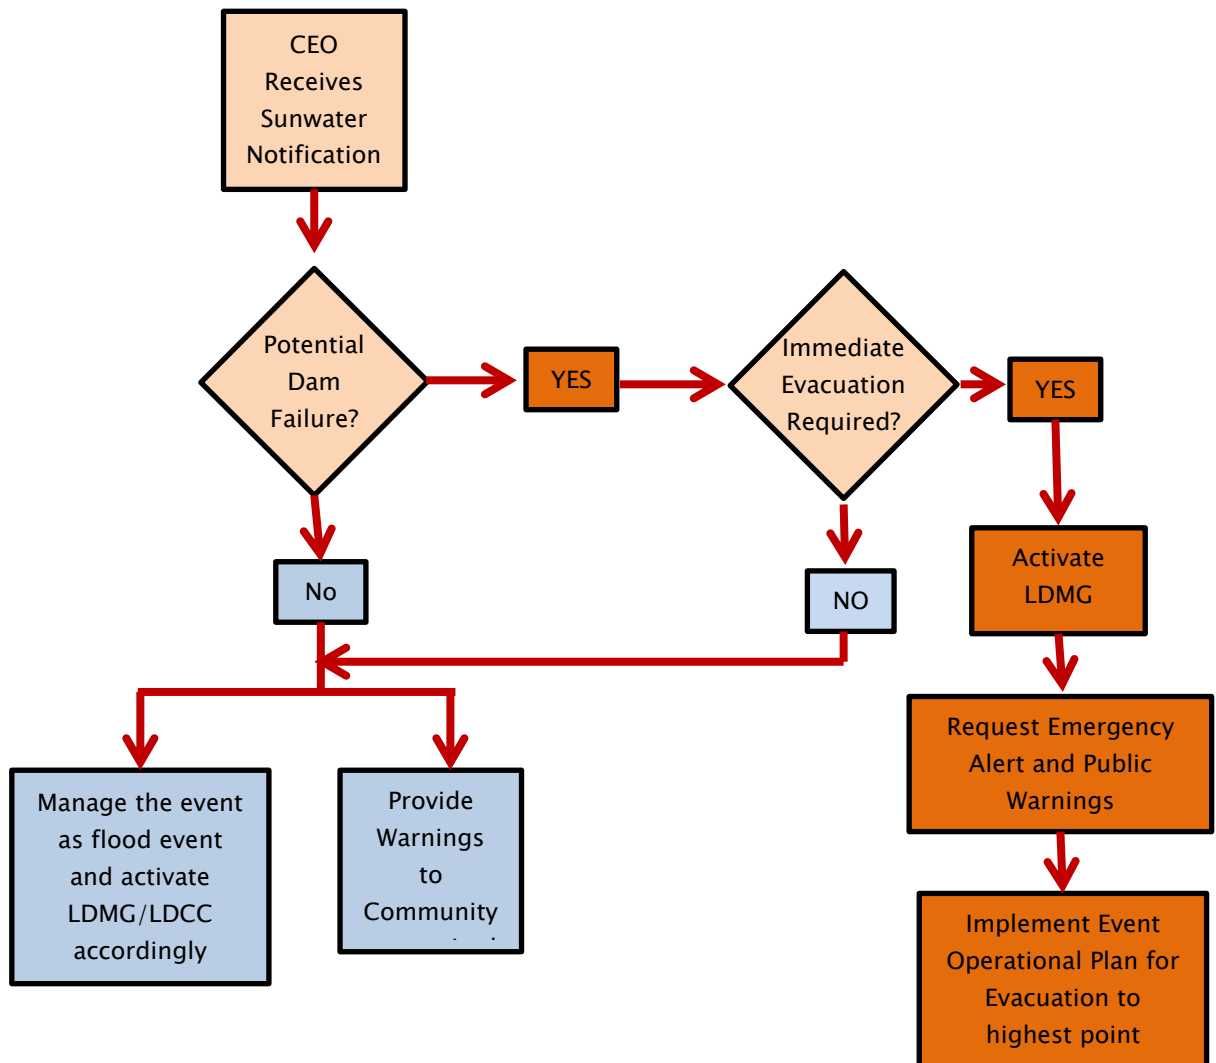 CEO
Receives
Sunwater
Notification
Potential
Dam
Failure?
YES
Immediate
Evacuation
Required?
YES
No
NO
Activate
LDMG
Request Emergency
Alert and Public
Warnings
Manage the event
as flood event
and activate
LDMG/LDCC
accordingly
Provide
Warnings
to
Community
Implement Event
Operational Plan for
Evacuation to
highest point